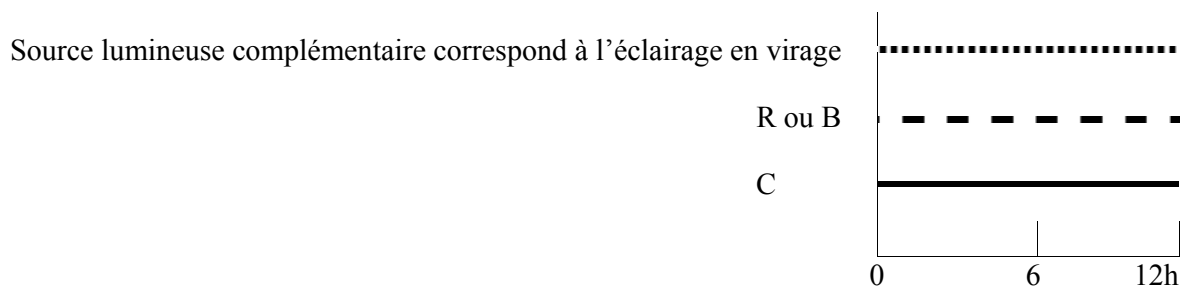 Source lumineuse complémentaire correspond à l’éclairage en virage
R ou B
C
0 6 12h